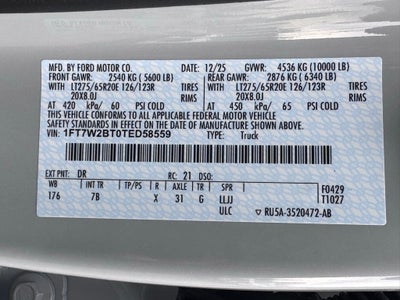 MFD. BY FORD MOTOR CO. 12/25 GVWR: 4536 KG (10000 LB)
FRONT GAWR: 2540 KG ( 5600 LB) REAR GAWR: 2876 KG ( 6340 LB)
WITH LT275/65R20E 126/123R TIRES WITH LT275/65R20E 126/123R TIRES
20X8.0J RIMS 20X8.0J RIMS
AT 420 kPa/ 60 PSI COLD AT 450 kPa/ 65 PSI COLD
THIS VEHICLE CONFORMS TO ALL APPLICABLE FEDERAL MOTOR VEHICLE
SAFETY STANDARDS IN EFFECT ON THE DATE OF MANUFACTURE SHOWN ABOVE.
VIN: 1FT7W2BT0TED58559 TYPE: Truck
EXT PNT: DR RC: 21 DSO:
WB INT TR TP/PS R AXLE TR SPR F0429
176 7B X 31 G LLJJ T1027
ULC RU5A-3520472-AB